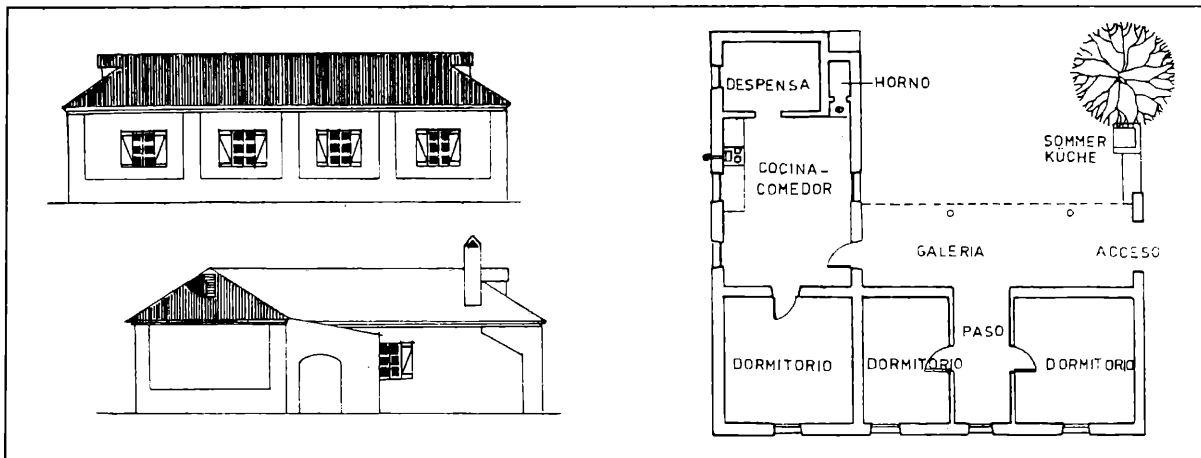 DESPENSA
HORNO
SOMMER
KÜCHE
COCINA-
COMEDOR
GALERIA
ACCESO
PASO
DORMITORIO
DORMITORIO
DORMITORIO